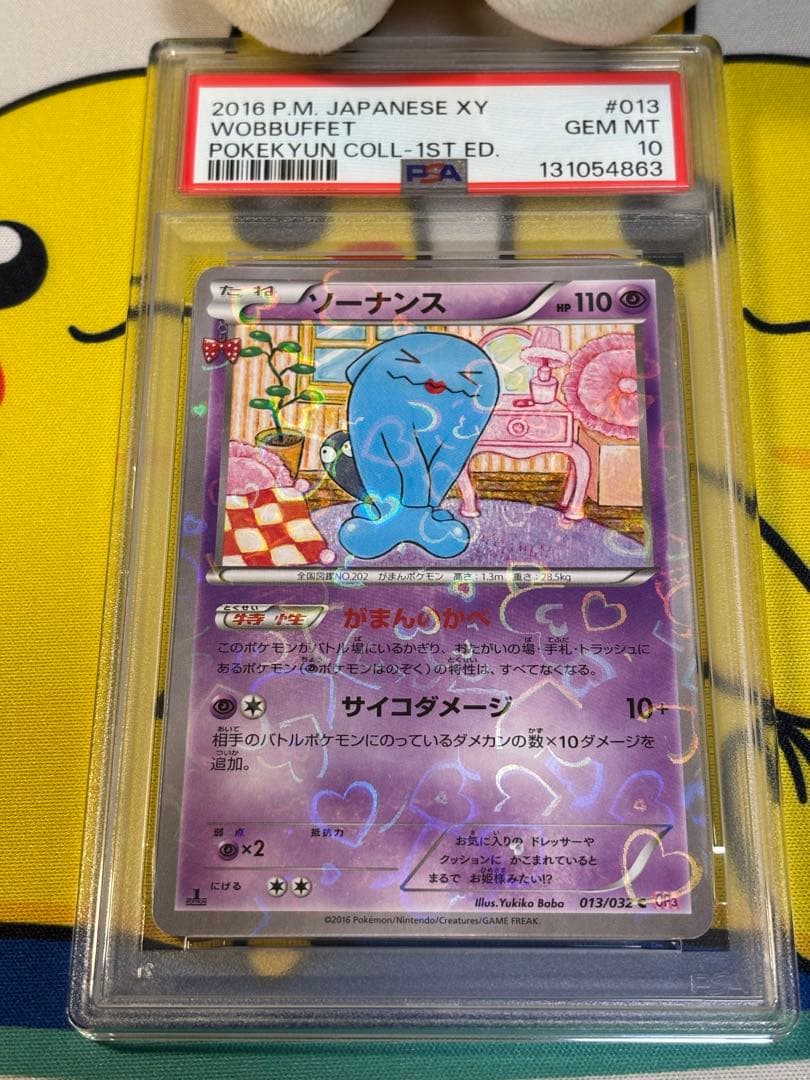 2016 P.M. JAPANESE XY #013
WOBBUFFET GEM MT
POKEKYUN COLL-1ST ED. 10
PSA 131054863
たね ソーナンス HP 110
全国図鑑NO.202 がまんポケモン 高さ:1.3m 重さ:28.5kg
とくせい
特性 がまんのかべ
このポケモンがバトル場にいるかぎり、おたがいの場・手札・トラッシュに
あるポケモン(ポケモンはのぞく)の特性は、すべてなくなる。
サイコダメージ 10+
相手のバトルポケモンにのっているダメカンの数×10ダメージを
追加。
弱点 抵抗力
×2
にげる
お気に入りの ドレッサーや
クッションに かこまれていると
まるで お姫様みたい!?
Illus.Yukiko Baba 013/032 C CP3
©2016 Pokémon/Nintendo/Creatures/GAME FREAK.